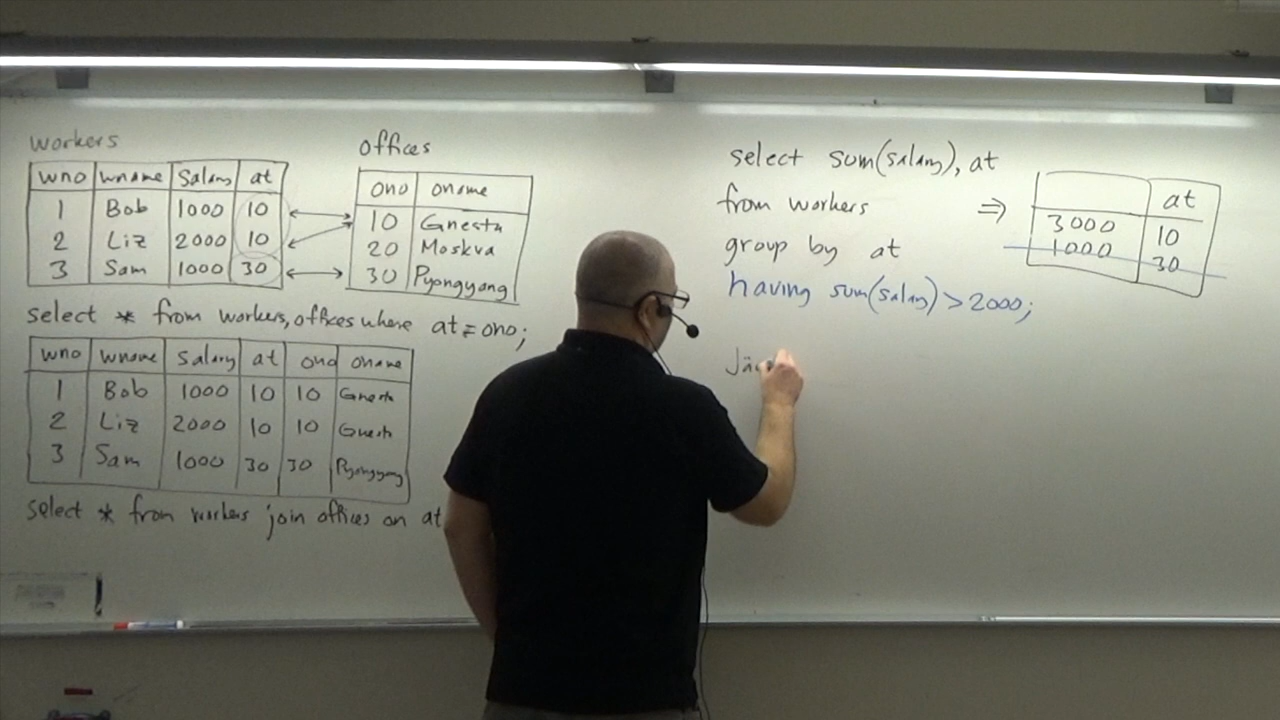 workers
wno wname Salary at
1 Bob 1000 10
2 Liz 2000 10
3 Sam 1000 30
offices
ono oname
10 Gnesta
20 Moskva
30 Pyongyang
select * from workers, offices where at = ono;
wno wname salary at ono oname
1 Bob 1000 10 10 Gnesta
2 Liz 2000 10 10 Gnesta
3 Sam 1000 30 30 Pyongyang
select * from workers join offices on at
select sum(salary), at
from workers
group by at
having sum(salary) > 2000;
⇒
at
3000 10
1000 30